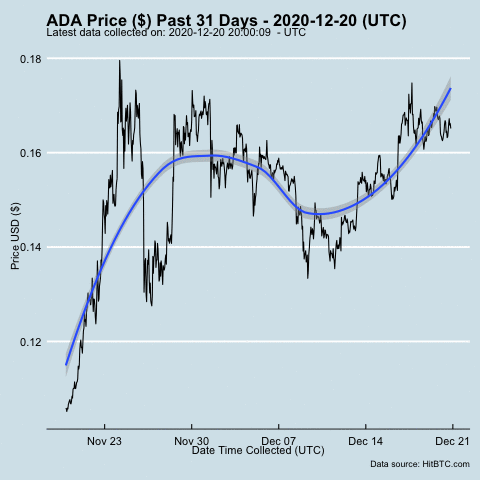 ADA Price ($) Past 31 Days - 2020-12-20 (UTC)
Latest data collected on: 2020-12-20 20:00:09 - UTC
0.18
0.16
0.14
0.12
Price USD ($)
Nov 23 Nov 30 Dec 07 Dec 14 Dec 21
Date Time Collected (UTC)
Data source: HitBTC.com